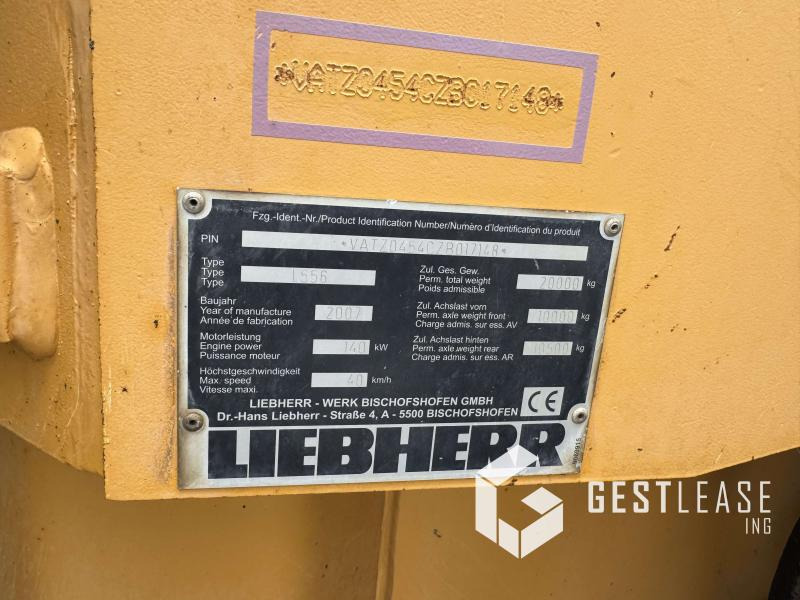 *VATZ0454CZB017148*
Fzg.-Ident.-Nr./Product Identification Number/Numéro d'Identification du produit
PIN *VATZ0454CZB017148*
Type
Type L556
Type
Baujahr
Year of manufacture 2007
Année de fabrication
Motorleistung
Engine power 140 kW
Puissance moteur
Höchstgeschwindigkeit
Max. speed 40 km/h
Vitesse maxi.
Zul. Ges. Gew.
Perm. total weight 20000 kg
Poids admissible
Zul. Achslast vorn
Perm. axle weight front 10000 kg
Charge admis. sur ess. AV
Zul. Achslast hinten
Perm. axle weight rear 10500 kg
Charge admis. sur ess. AR
LIEBHERR - WERK BISCHOFSHOFEN GMBH
Dr.-Hans Liebherr - Straße 4, A - 5500 BISCHOFSHOFEN
CE
LIEBHERR
GESTLEASE
ING